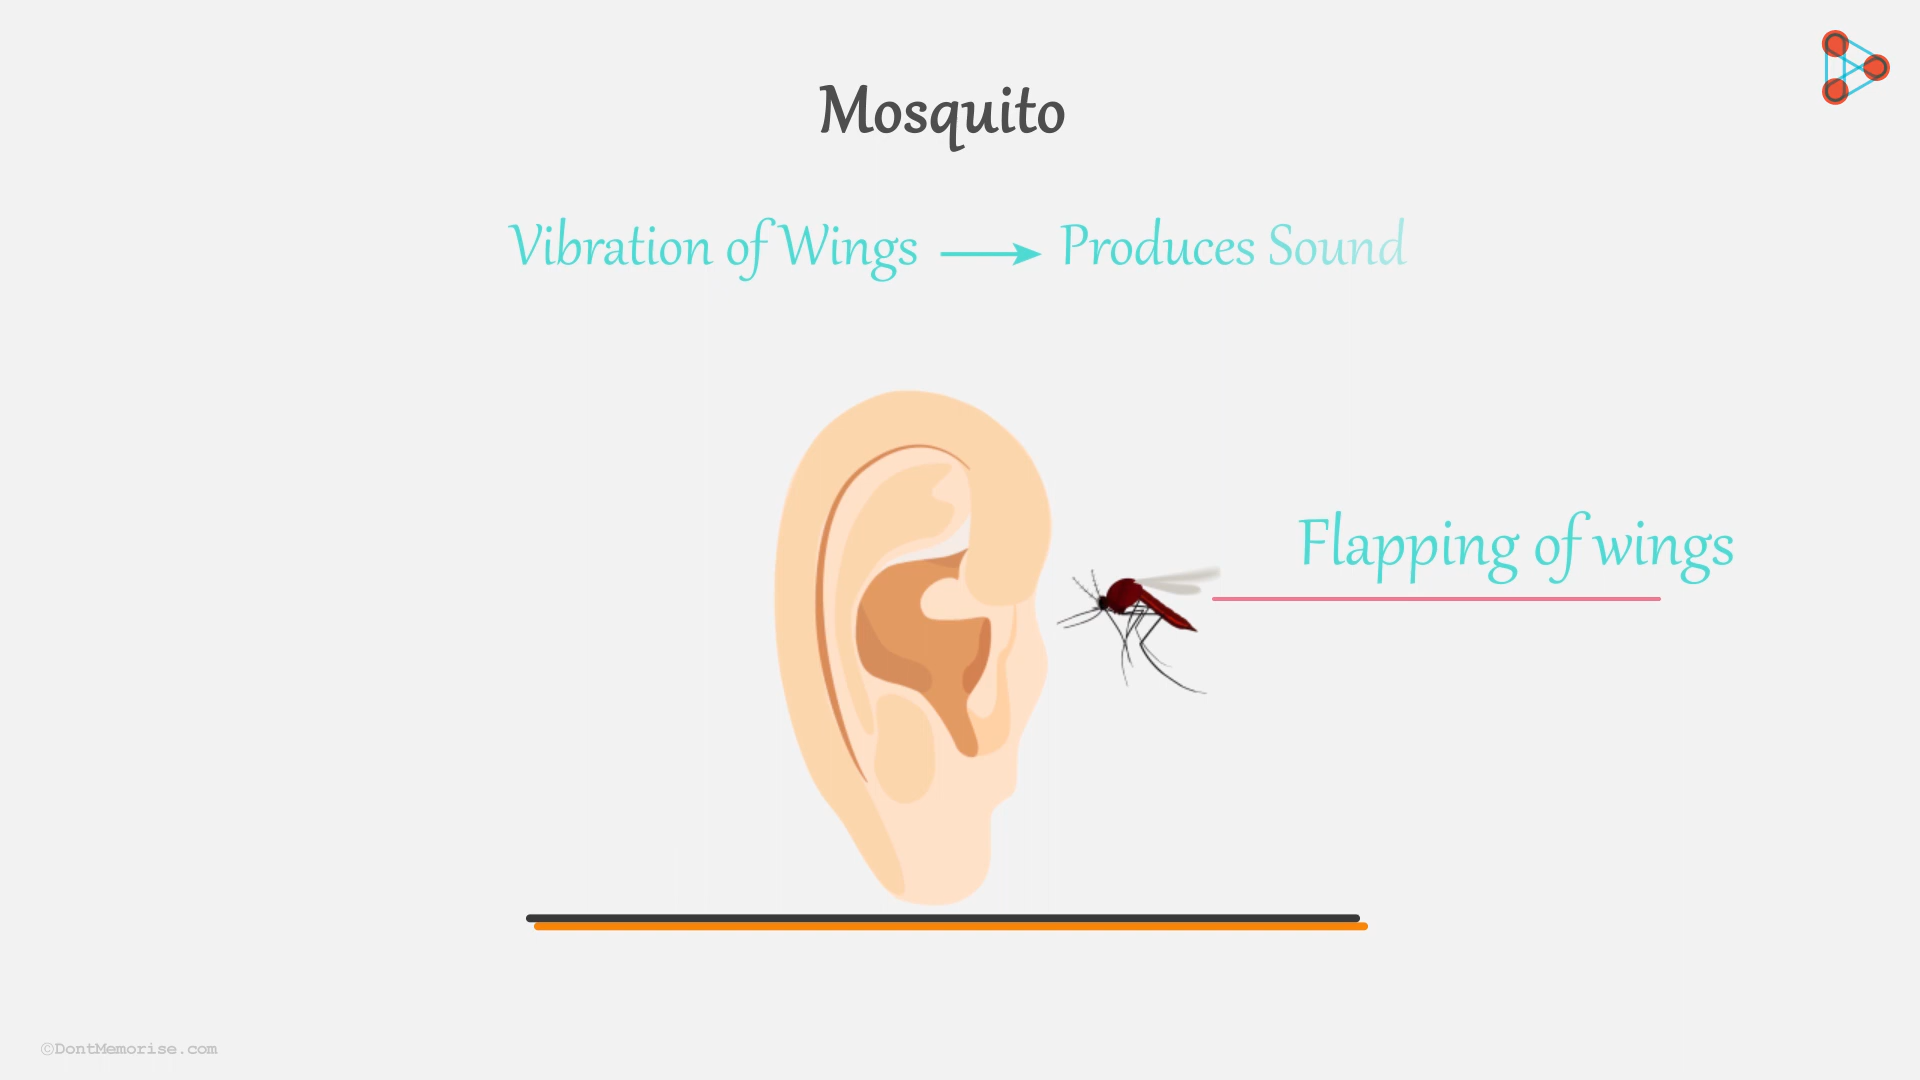 Mosquito
Vibration of Wings → Produces Sound
Flapping of wings
©DontMemorise.com